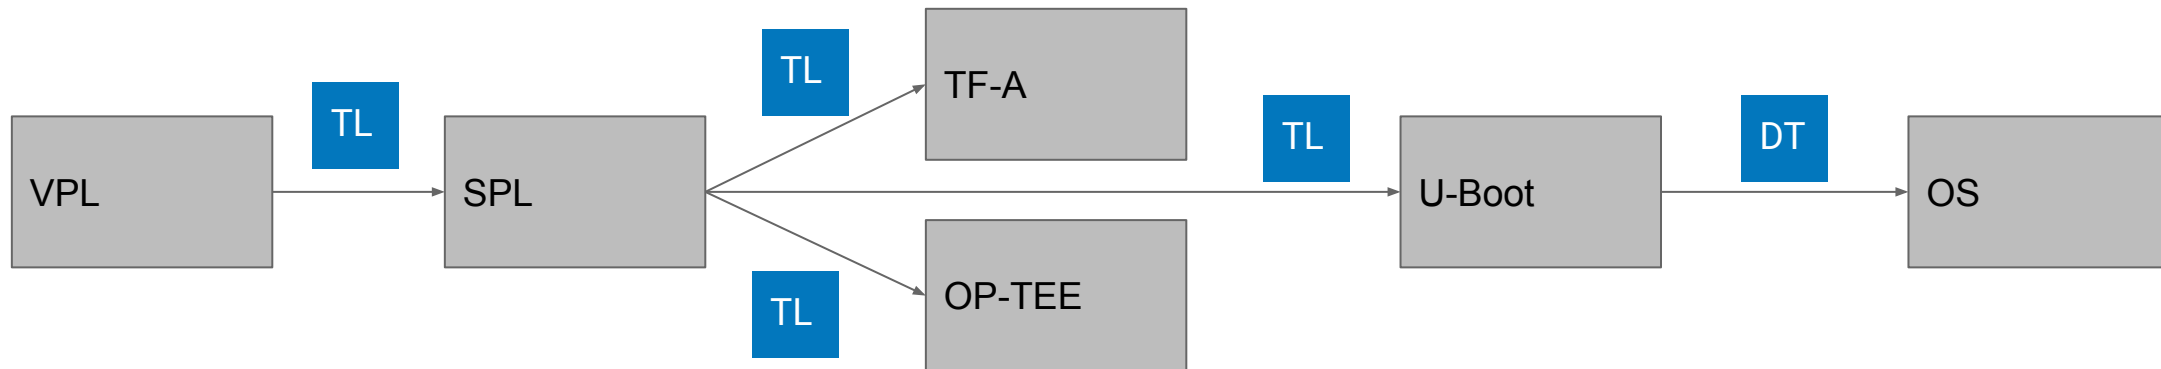 VPL
TL
SPL
TL
TF-A
TL
OP-TEE
TL
U-Boot
DT
OS